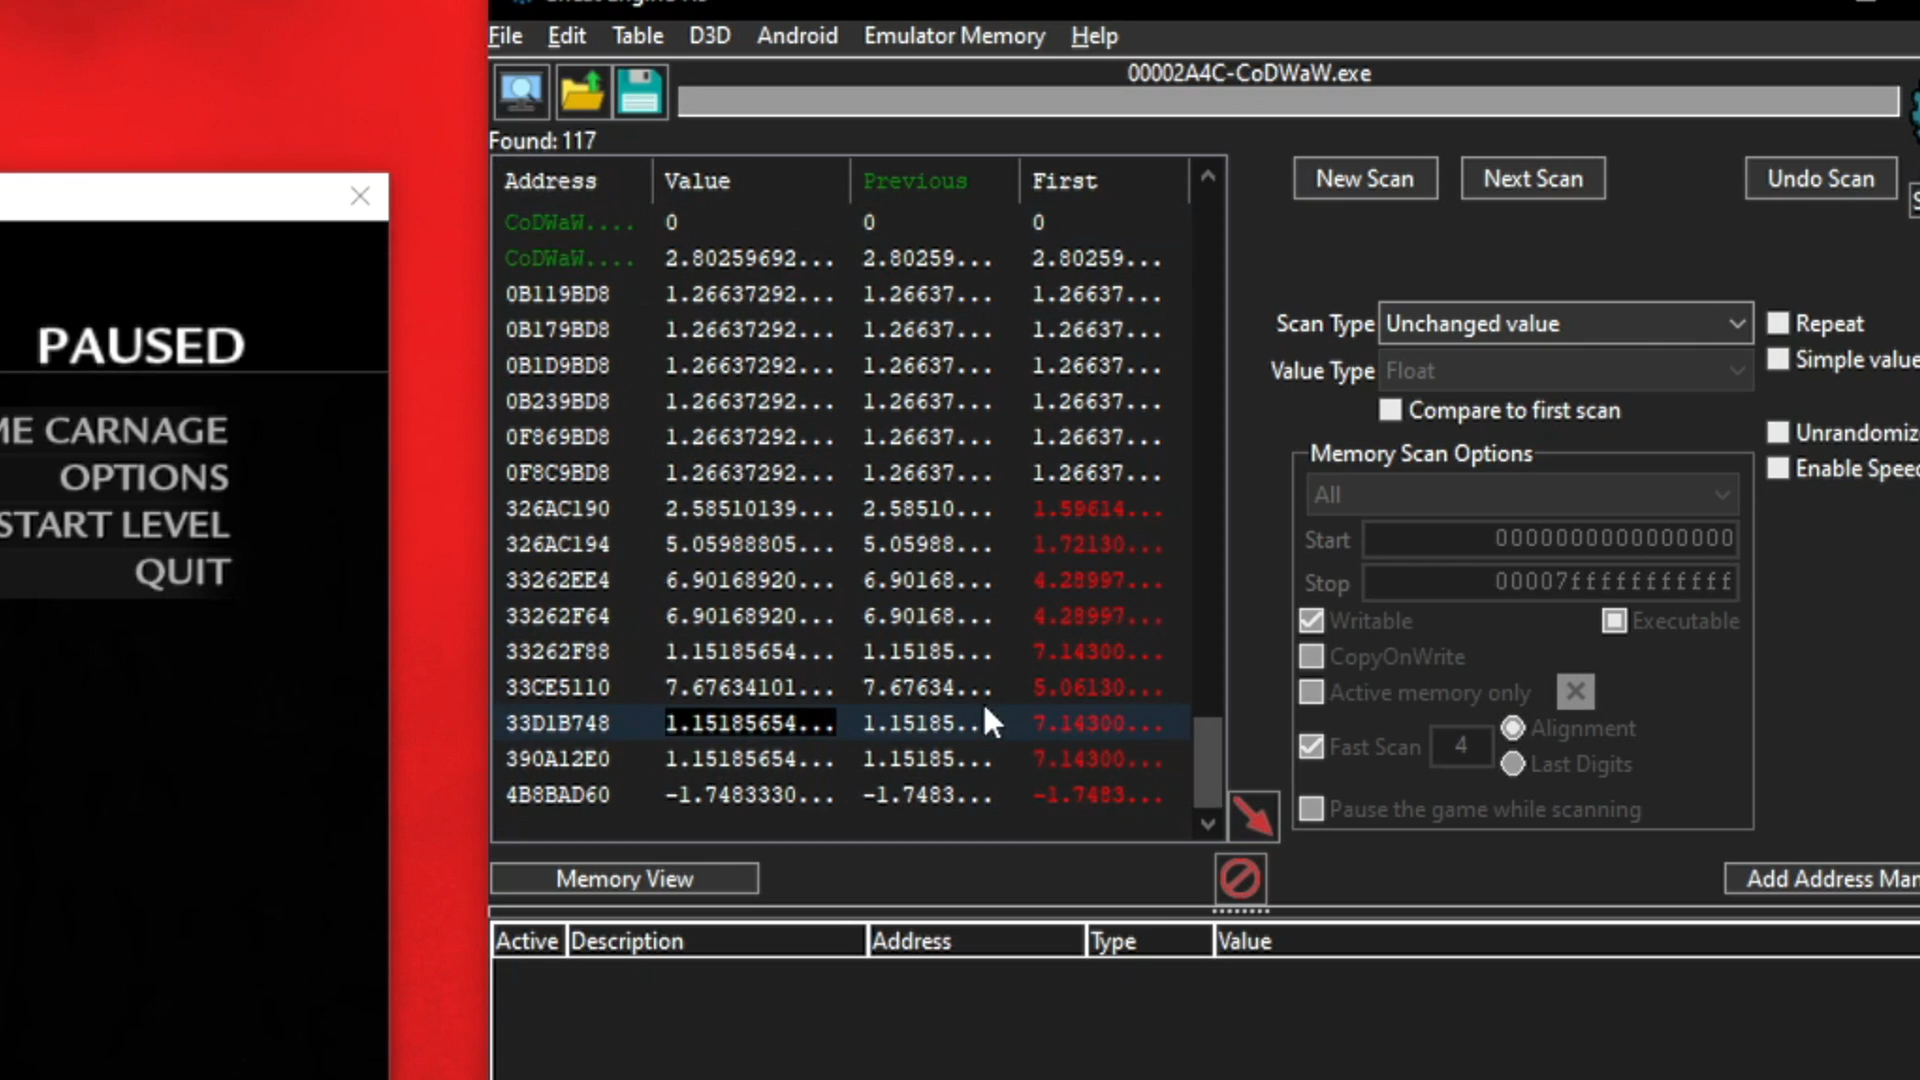 File Edit Table D3D Android Emulator Memory Help
00002A4C-CoDWaW.exe
Found: 117
Address Value Previous First
CoDWaW.... 0 0 0
CoDWaW.... 2.80259692... 2.80259... 2.80259...
0B119BD8 1.26637292... 1.26637... 1.26637...
0B179BD8 1.26637292... 1.26637... 1.26637...
0B1D9BD8 1.26637292... 1.26637... 1.26637...
0B239BD8 1.26637292... 1.26637... 1.26637...
0F869BD8 1.26637292... 1.26637... 1.26637...
0F8C9BD8 1.26637292... 1.26637... 1.26637...
326AC190 2.58510139... 2.58510... 1.59614...
326AC194 5.05988805... 5.05988... 1.72130...
33262EE4 6.90168920... 6.90168... 4.28997...
33262F64 6.90168920... 6.90168... 4.28997...
33262F88 1.15185654... 1.15185... 7.14300...
33CE5110 7.67634101... 7.67634... 5.06130...
33D1B748 1.15185654... 1.15185... 7.14300...
390A12E0 1.15185654... 1.15185... 7.14300...
4B8BAD60 -1.7483330... -1.7483... -1.7483...
New Scan Next Scan Undo Scan
Scan Type Unchanged value
Repeat
Value Type Float
Simple value
Compare to first scan
Unrandomize
Memory Scan Options
Enable Speed
All
Start 0000000000000000
Stop 00007fffffffffff
Writable Executable
CopyOnWrite
Active memory only
Fast Scan 4 Alignment
Last Digits
Pause the game while scanning
Memory View
Add Address Man
Active Description Address Type Value
PAUSED
ME CARNAGE
OPTIONS
START LEVEL
QUIT